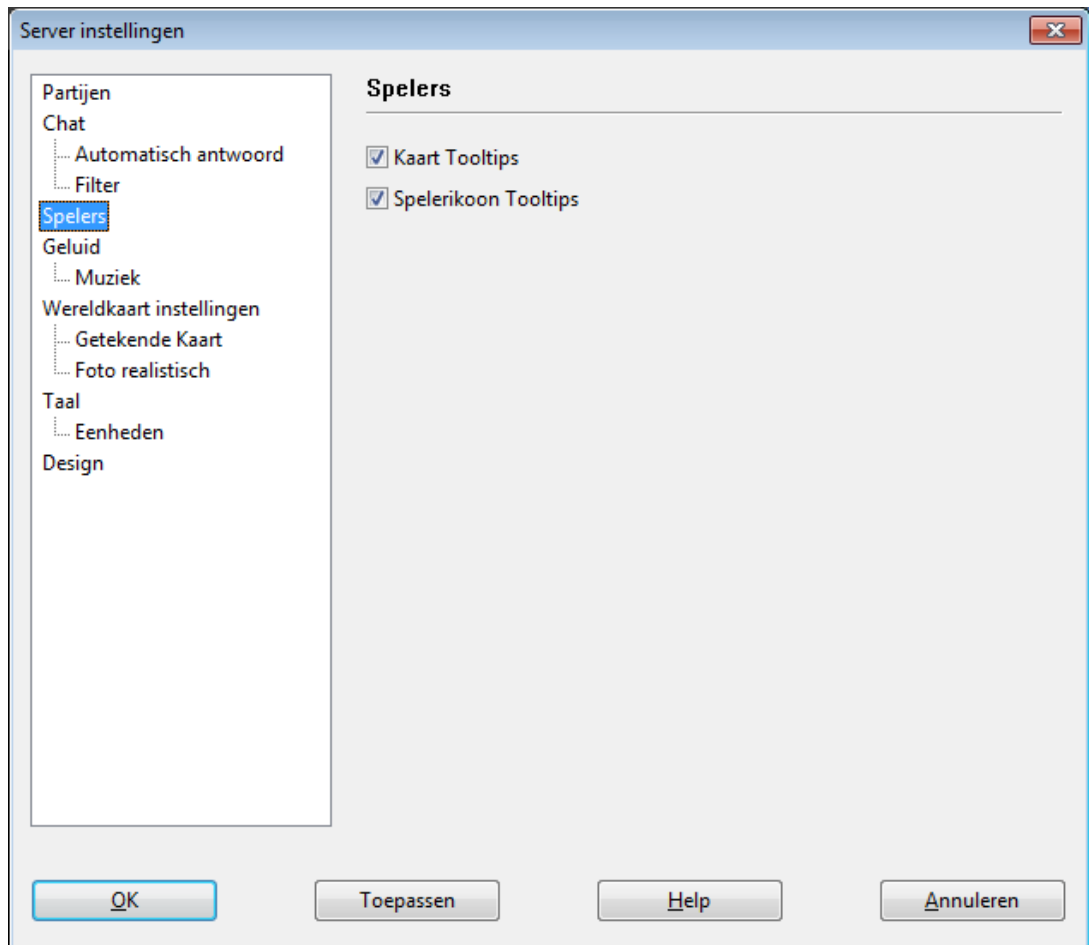 Server instellingen
Partijen
Chat
Automatisch antwoord
Filter
Spelers
Geluid
Muziek
Wereldkaart instellingen
Getekende Kaart
Foto realistisch
Taal
Eenheden
Design
Spelers
Kaart Tooltips
Spelerikoon Tooltips
OK
Toepassen
Help
Annuleren